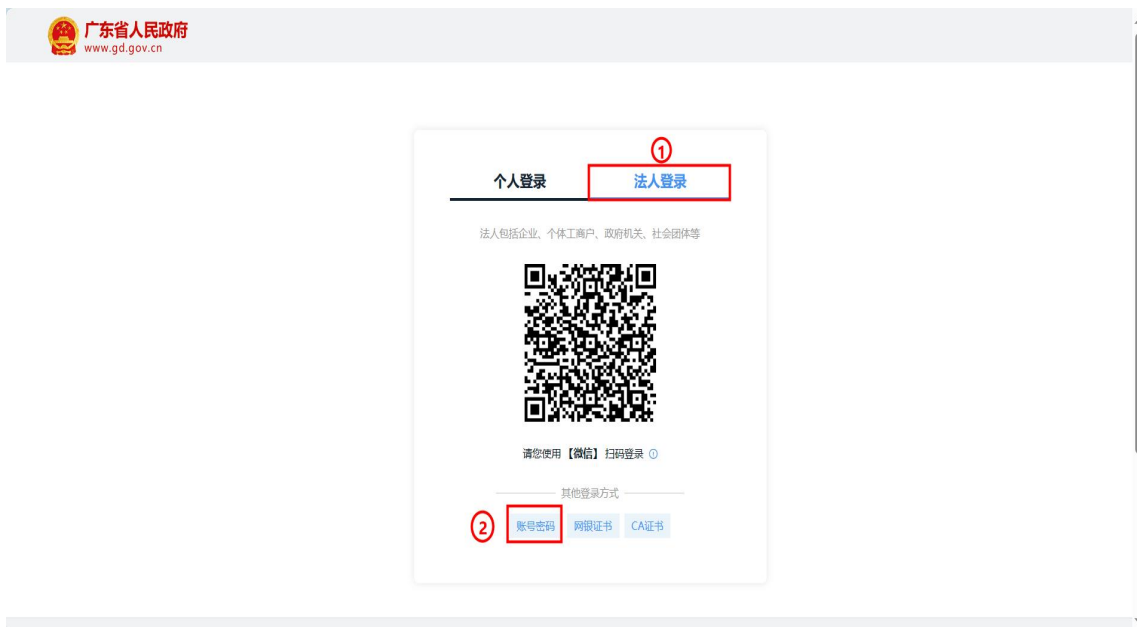 广东省人民政府
www.gd.gov.cn
1
个人登录 法人登录
法人包括企业、个体工商户、政府机关、社会团体等
请您使用【微信】扫码登录
其他登录方式
2 账号密码 网银证书 CA证书